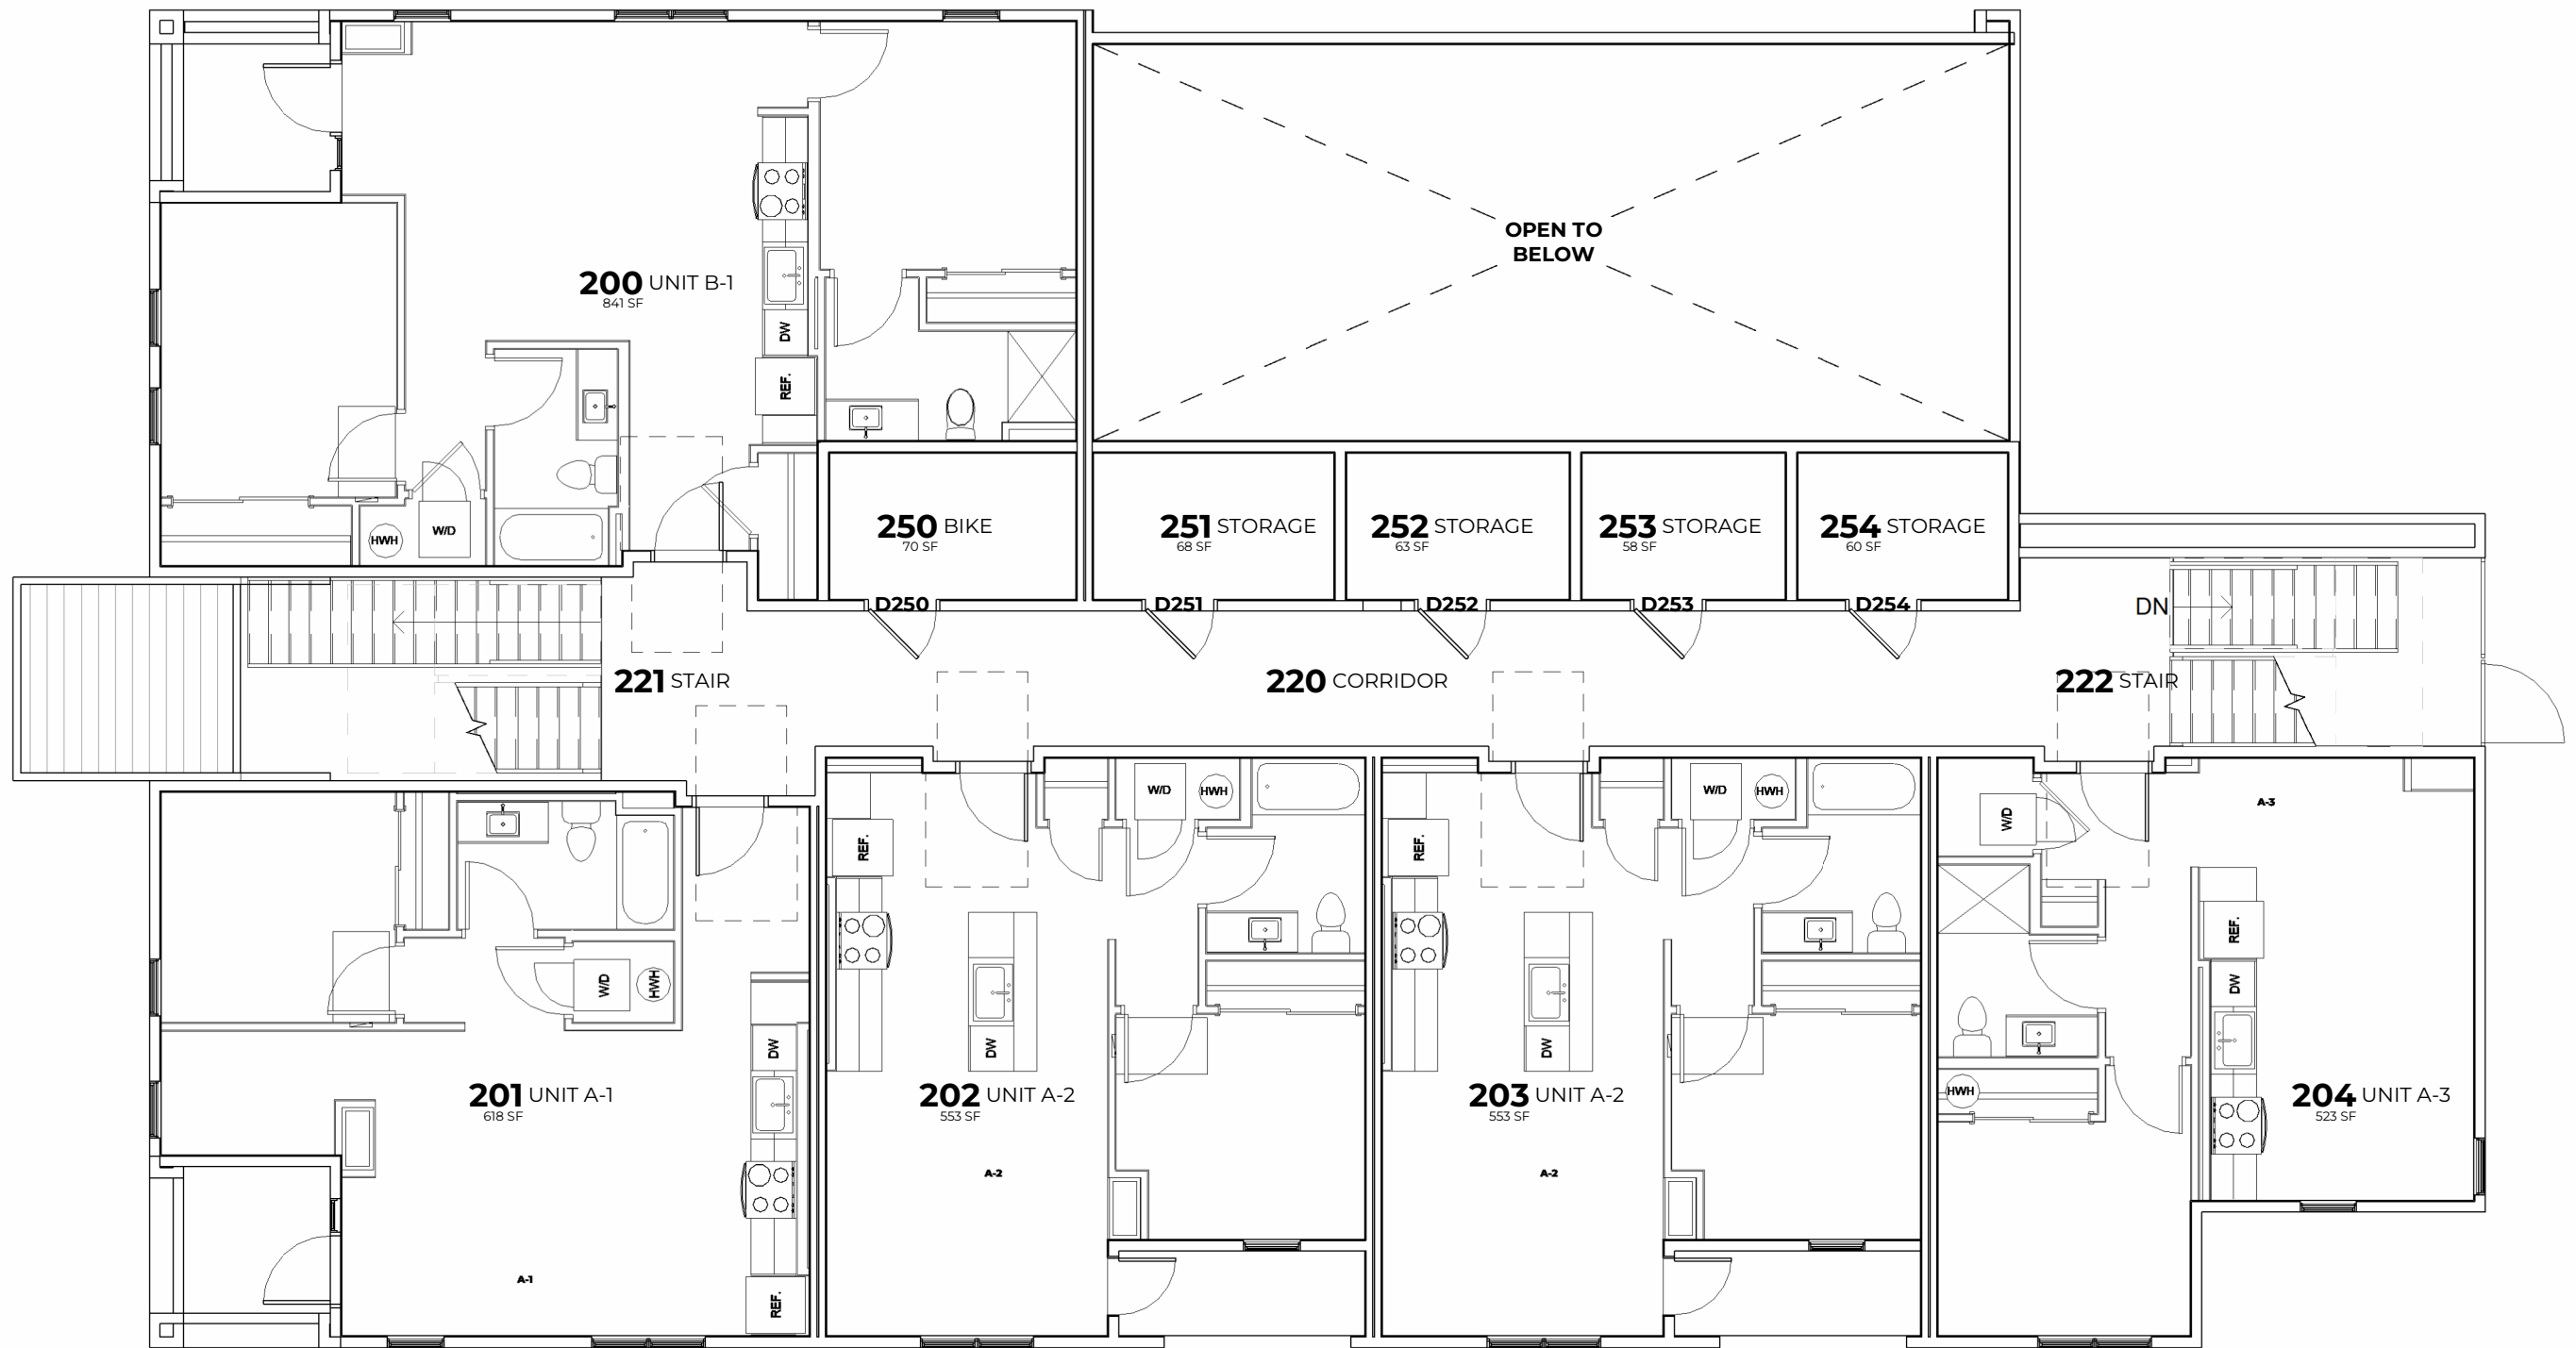 OPEN TO
BELOW
200 UNIT B-1
841 SF
DW
REF.
HWH
W/D
250 BIKE
70 SF
251 STORAGE
68 SF
252 STORAGE
63 SF
253 STORAGE
58 SF
254 STORAGE
60 SF
D250
D251
D252
D253
D254
DN
221 STAIR
220 CORRIDOR
222 STAIR
W/D
HWH
W/D
HWH
A-3
W/D
REF.
REF.
REF.
W/D
HWH
DW
DW
DW
DW
HWH
201 UNIT A-1
618 SF
202 UNIT A-2
553 SF
203 UNIT A-2
553 SF
204 UNIT A-3
523 SF
A-2
A-2
A-1
REF.